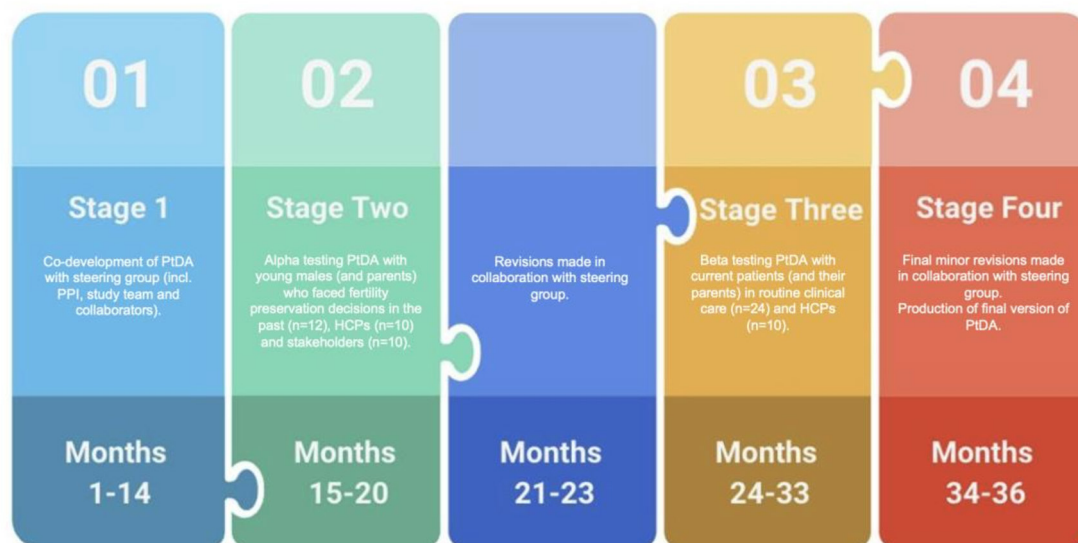 01
Stage 1
Co-development of PtDA
with steering group (incl.
PPI, study team and
collaborators).
Months
1-14
02
Stage Two
Alpha testing PtDA with
young males (and parents)
who faced fertility
preservation decisions in the
past (n=12), HCPs (n=10)
and stakeholders (n=10).
Months
15-20
Revisions made in
collaboration with steering
group.
Months
21-23
03
Stage Three
Beta testing PtDA with
current patients (and their
parents) in routine clinical
care (n=24) and HCPs
(n=10).
Months
24-33
04
Stage Four
Final minor revisions made
in collaboration with steering
group.
Production of final version of
PtDA.
Months
34-36